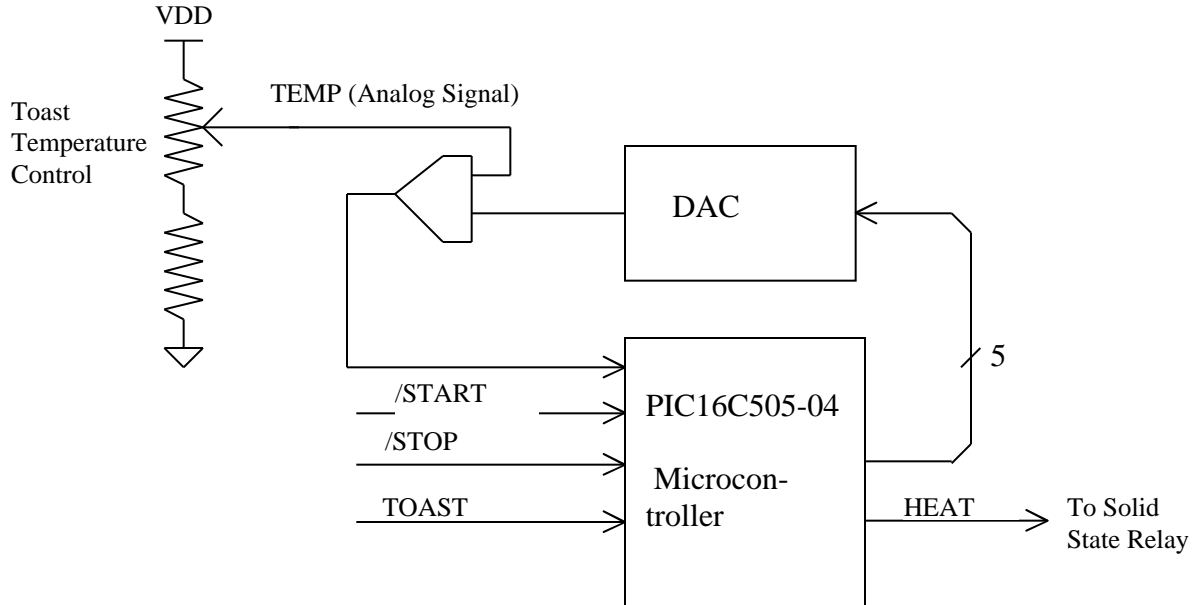 VDD
TEMP (Analog Signal)
Toast
Temperature
Control
DAC
5
/START
PIC16C505-04
/STOP
Microcon-
troller
TOAST
HEAT
To Solid
State Relay